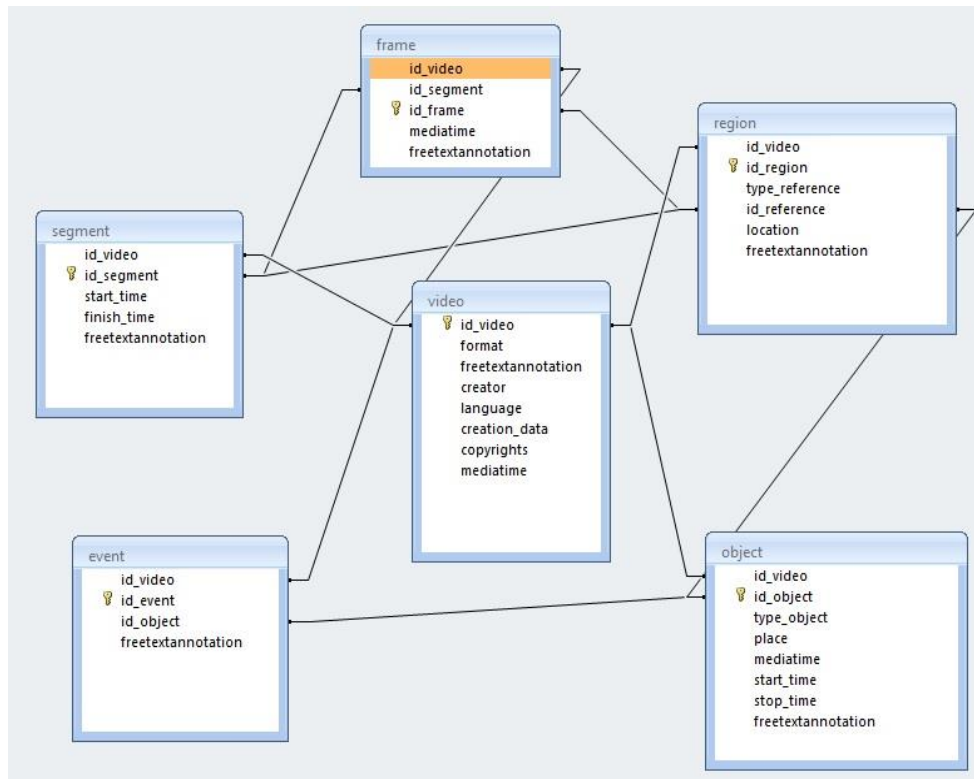 frame
id_video
id_segment
id_frame
mediatime
freetextannotation
region
id_video
id_region
type_reference
id_reference
location
freetextannotation
segment
id_video
id_segment
start_time
finish_time
freetextannotation
video
id_video
format
freetextannotation
creator
language
creation_data
copyrights
mediatime
event
id_video
id_event
id_object
freetextannotation
object
id_video
id_object
type_object
place
mediatime
start_time
stop_time
freetextannotation